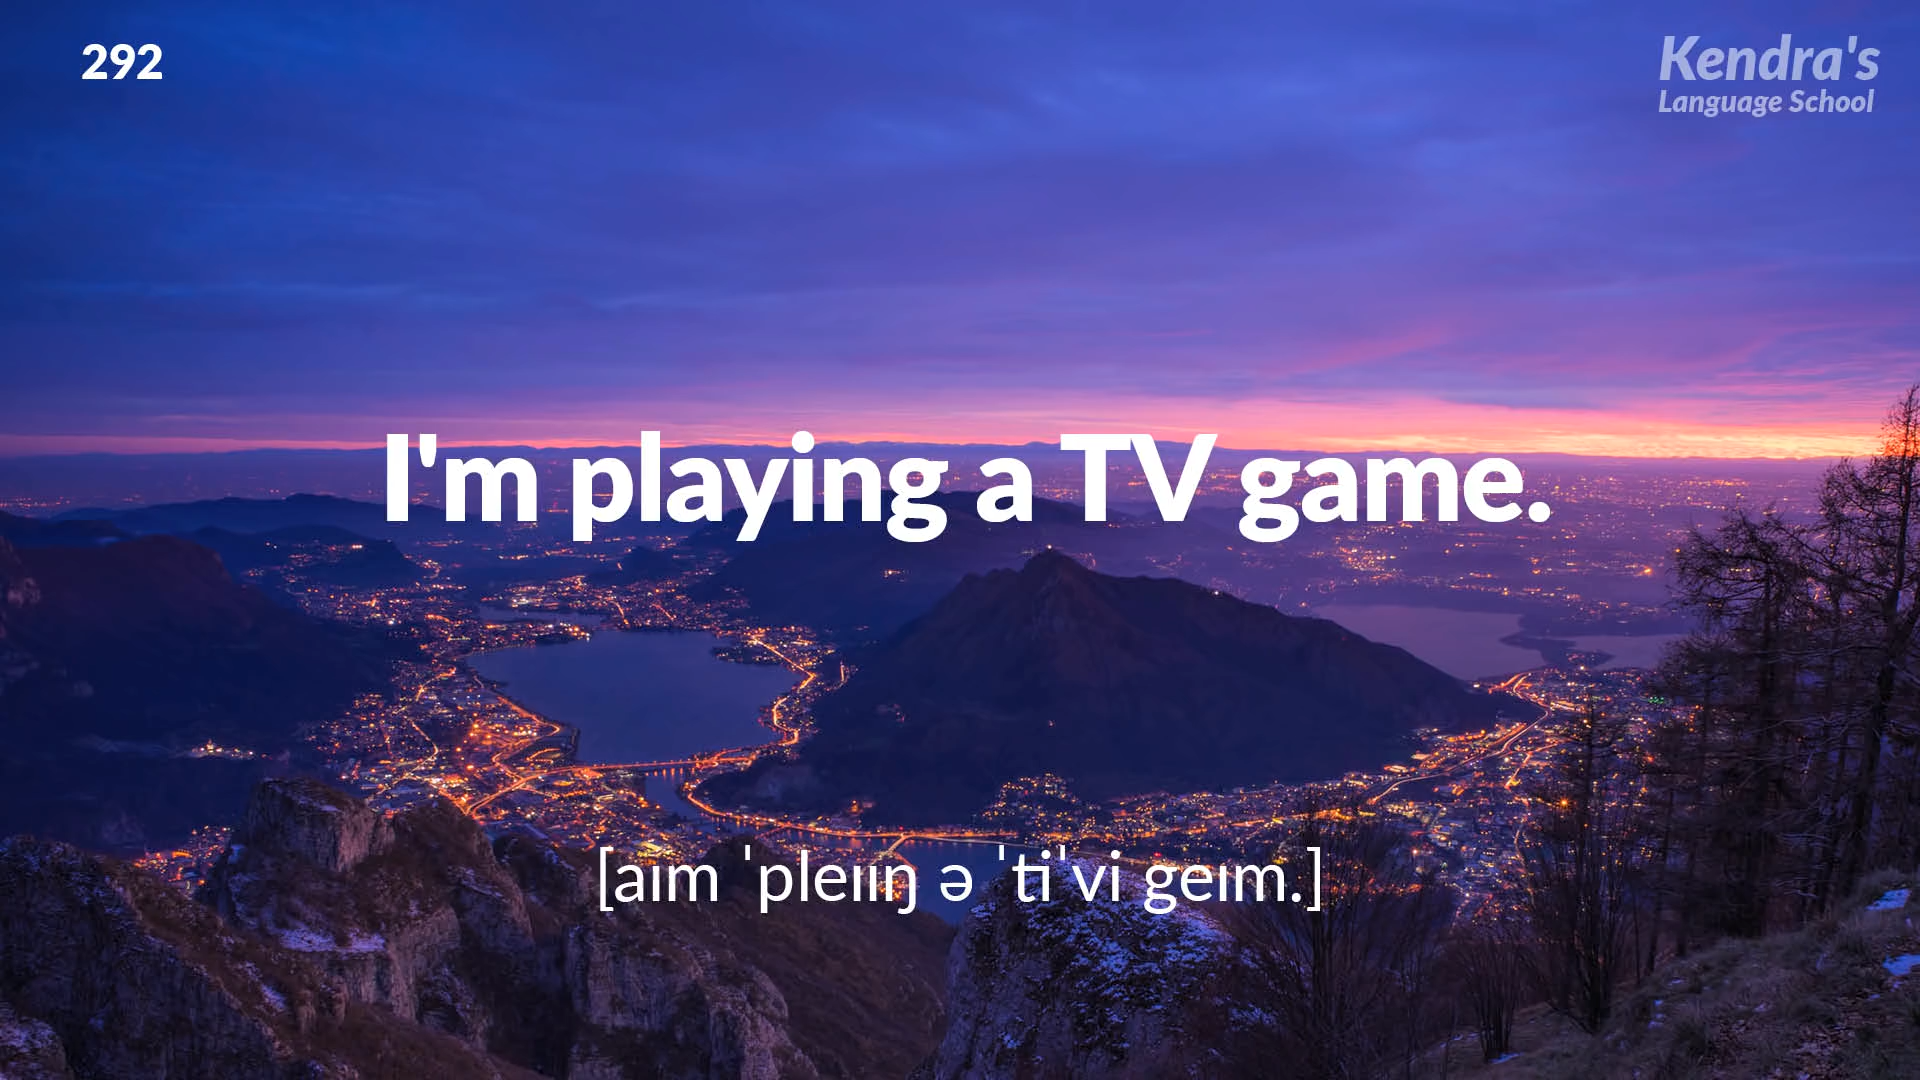 292
Kendra's
Language School
I'm playing a TV game.
[aɪm ˈpleɪɪŋ ə ˈtiˈvi geɪm.]